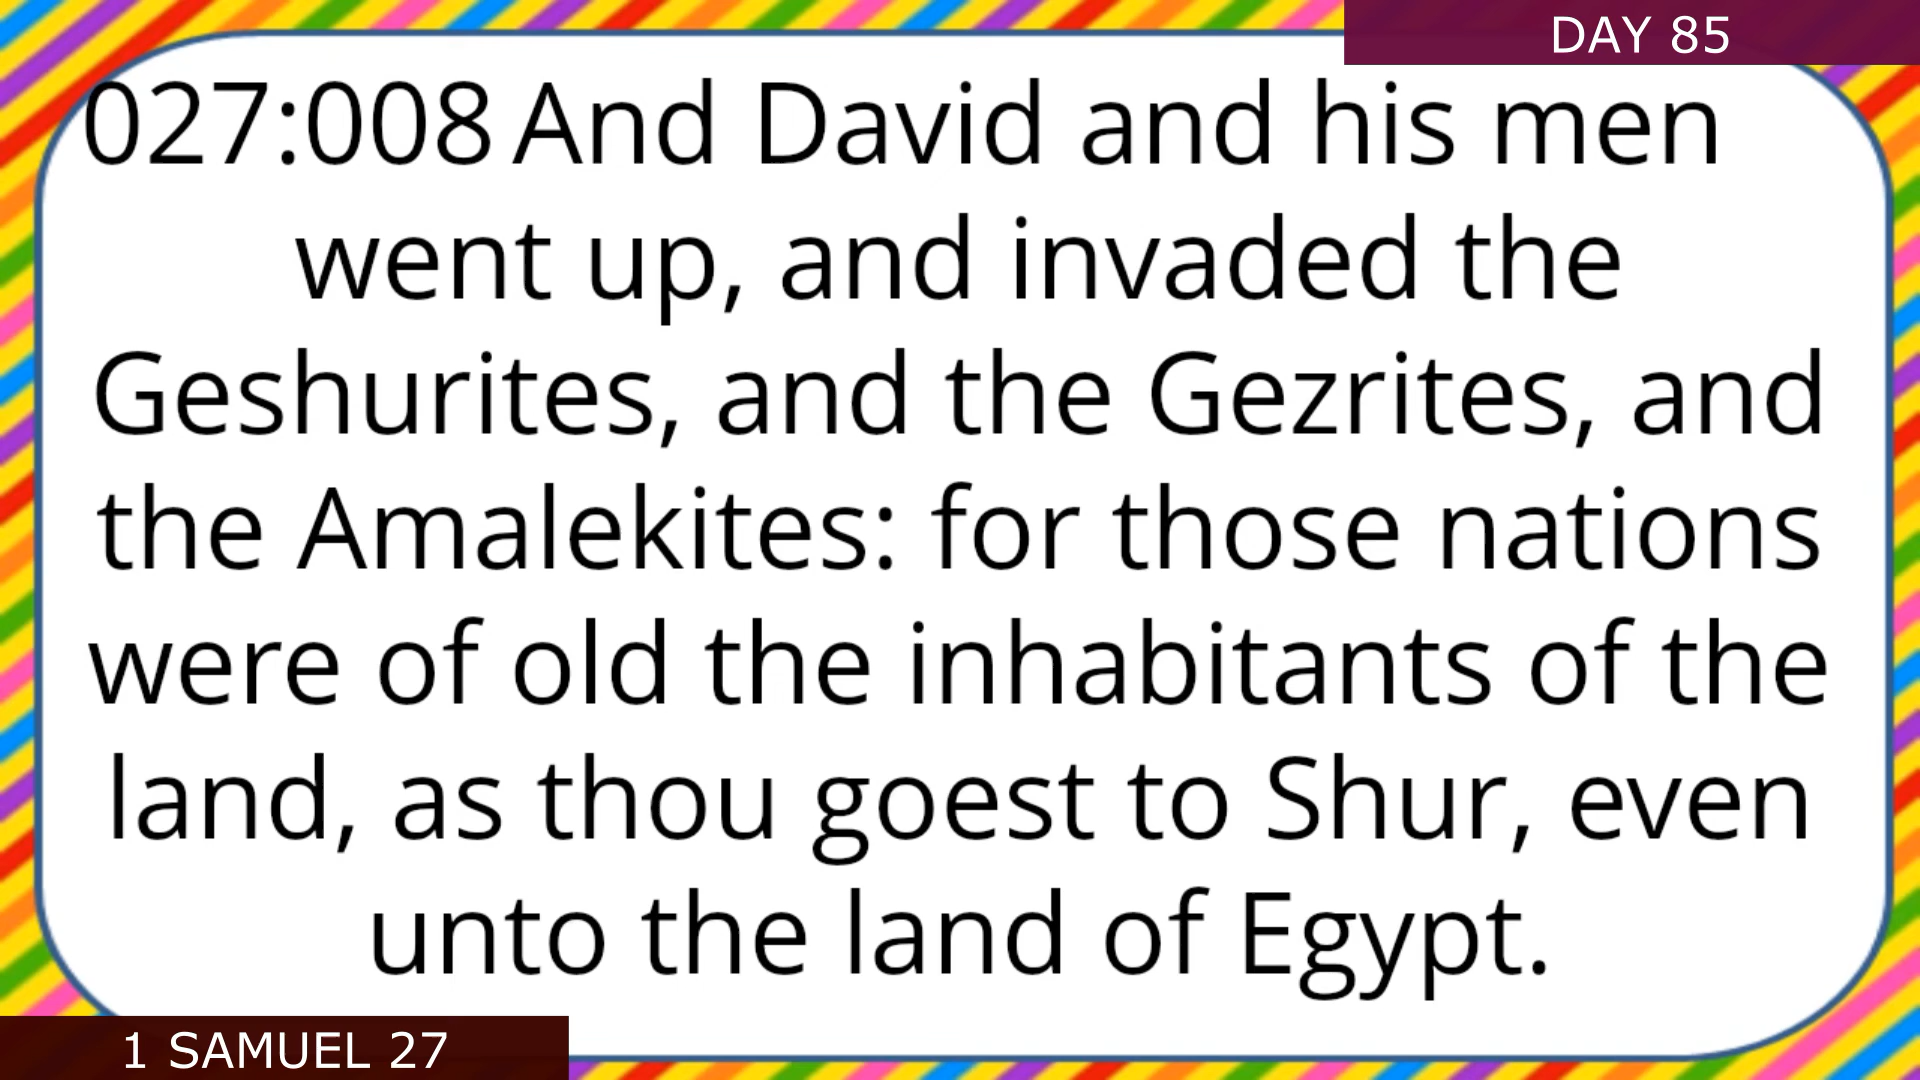 DAY 85
027:008 And David and his men
went up, and invaded the
Geshurites, and the Gezrites, and
the Amalekites: for those nations
were of old the inhabitants of the
land, as thou goest to Shur, even
unto the land of Egypt.
1 SAMUEL 27